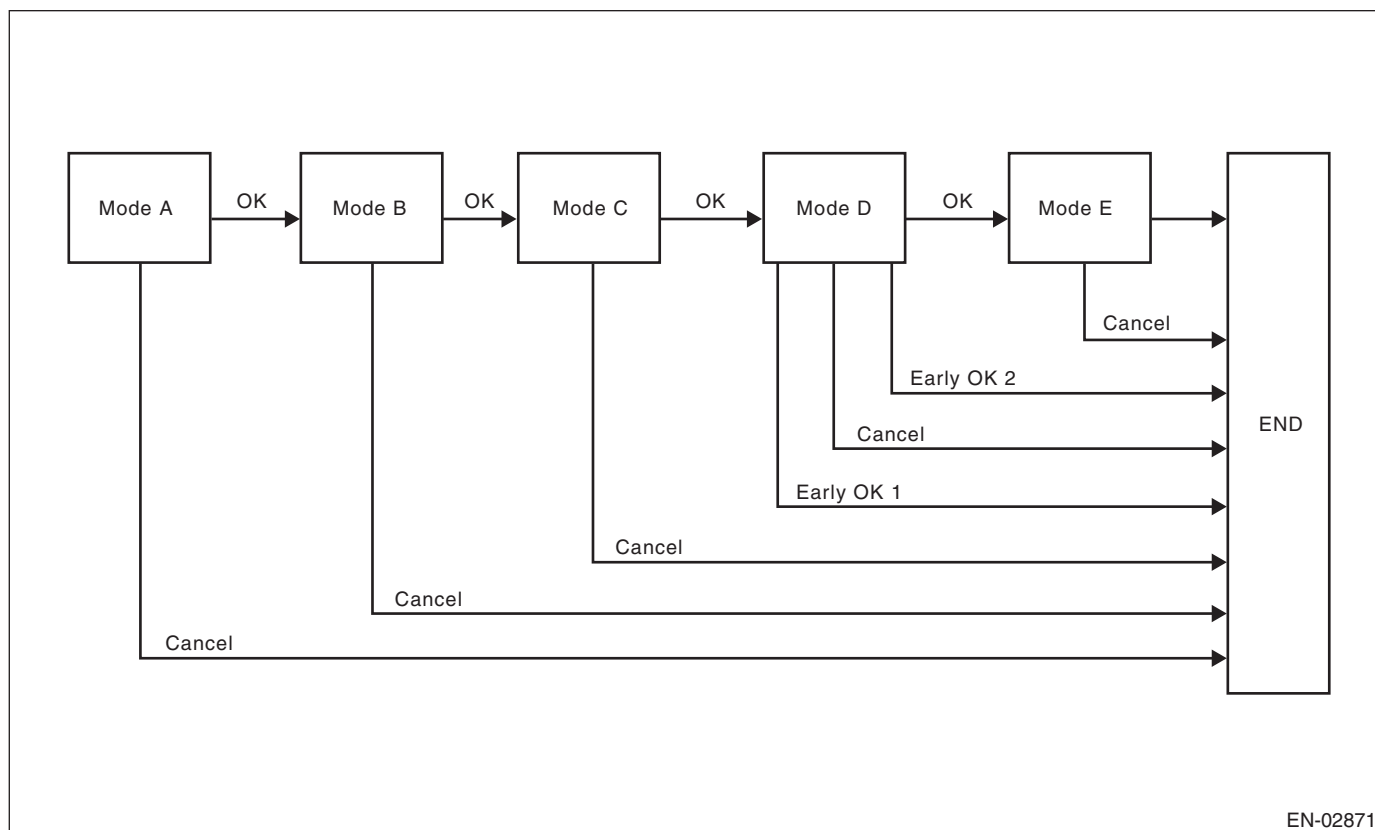 Mode A
OK
Mode B
OK
Mode C
OK
Mode D
OK
Mode E
Cancel
Early OK 2
Cancel
END
Early OK 1
Cancel
Cancel
Cancel
EN-02871